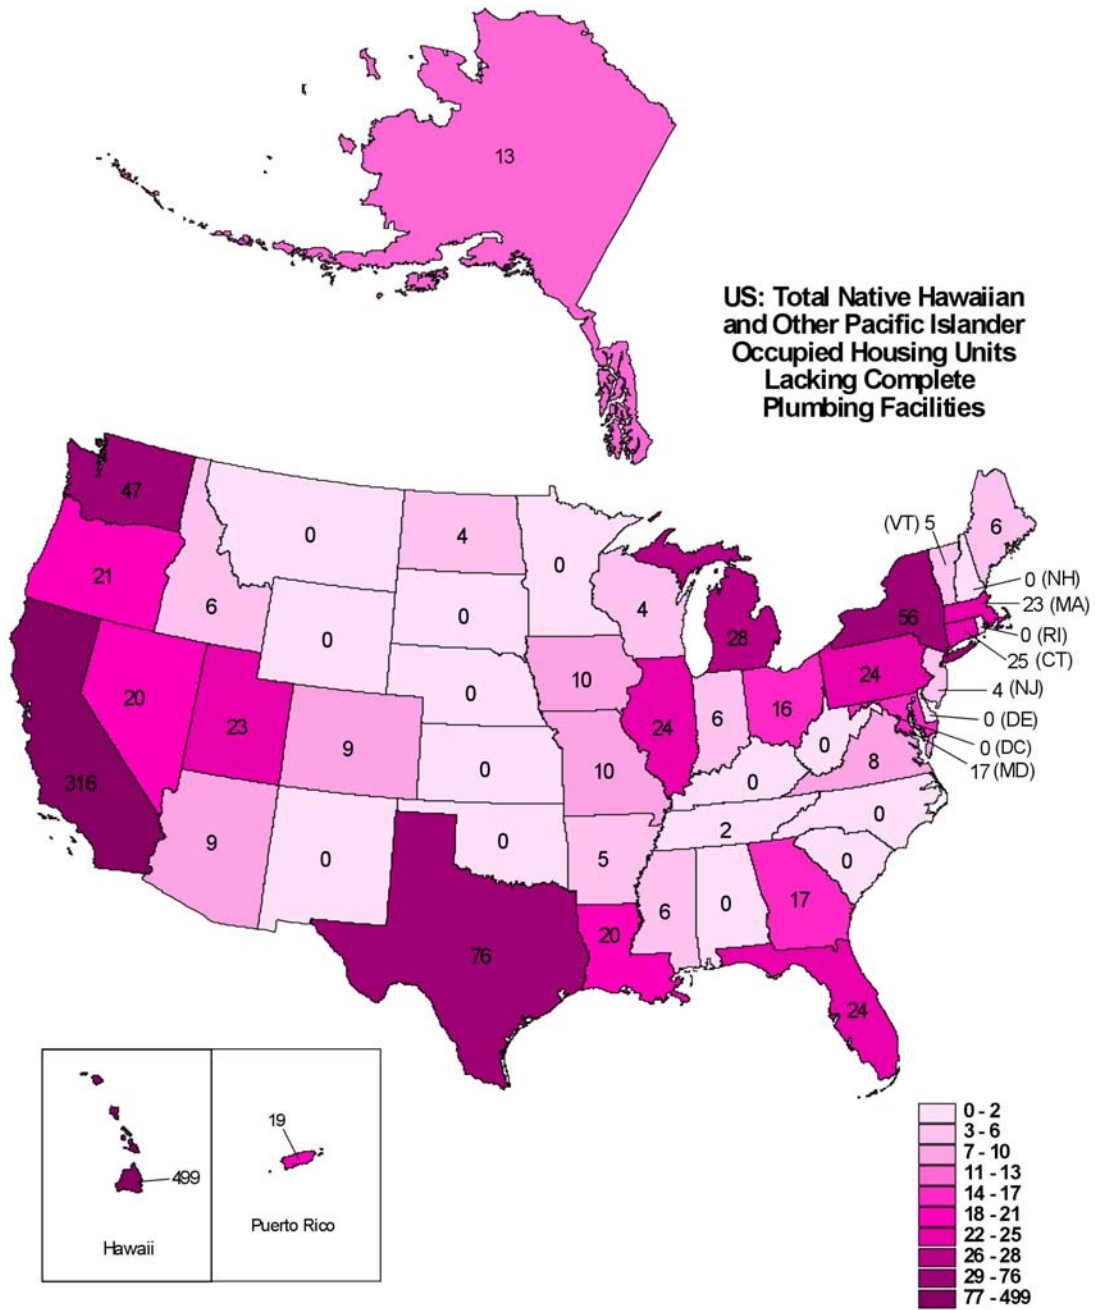 13
US: Total Native Hawaiian
and Other Pacific Islander
Occupied Housing Units
Lacking Complete
Plumbing Facilities
47
0
4
0
(VT) 5
6
21
6
0
0
4
28
56
0 (NH)
23 (MA)
0 (RI)
25 (CT)
4 (NJ)
0 (DE)
0 (DC)
17 (MD)
20
23
0
10
24
6
16
24
316
9
0
10
0
0
8
9
0
0
5
2
0
0
76
20
6
0
17
24
499
Hawaii
19
Puerto Rico
0 - 2
3 - 6
7 - 10
11 - 13
14 - 17
18 - 21
22 - 25
26 - 28
29 - 76
77 - 499